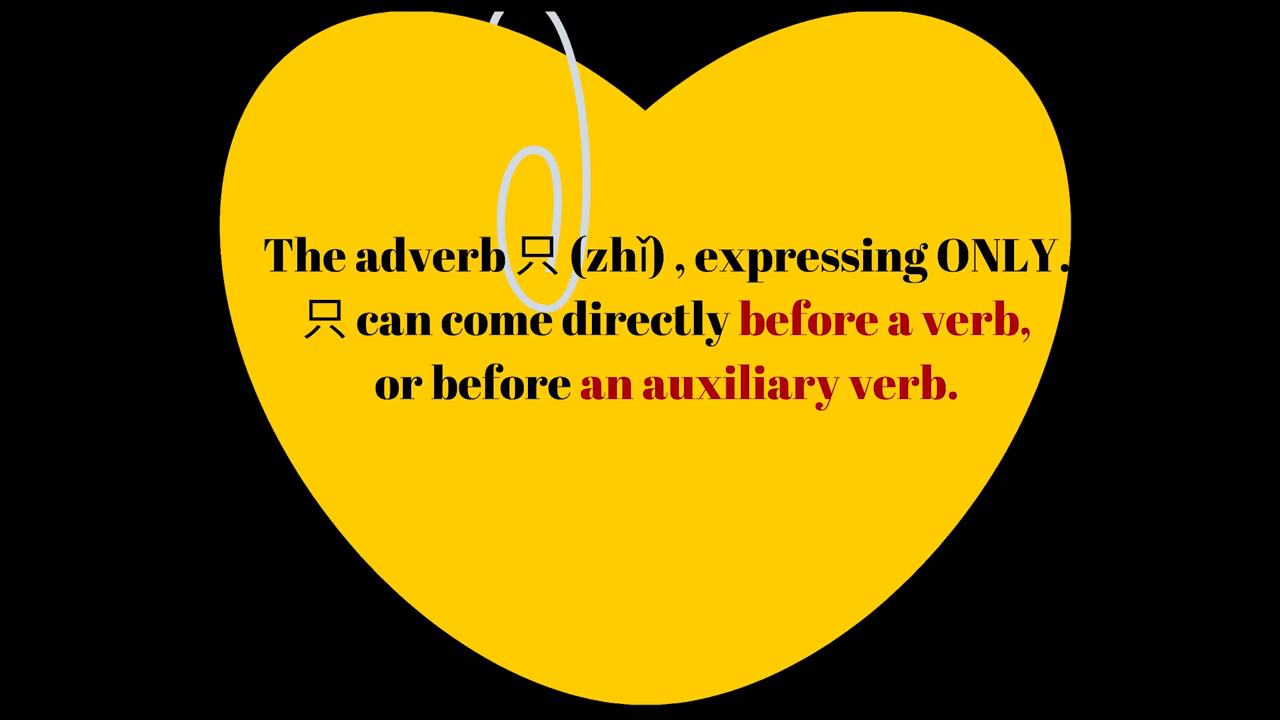 The adverb 只 (zhǐ) , expressing ONLY.
只 can come directly before a verb,
or before an auxiliary verb.